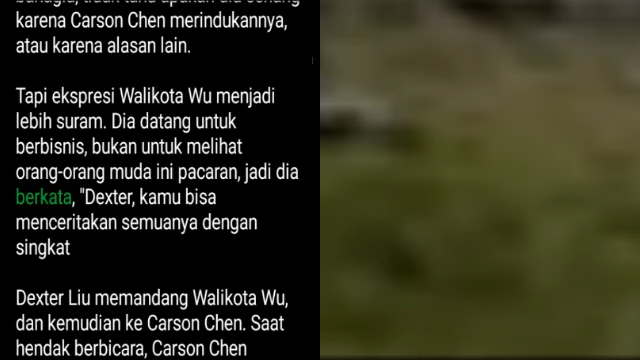 karena Carson Chen merindukannya,
atau karena alasan lain.
Tapi ekspresi Walikota Wu menjadi
lebih suram. Dia datang untuk
berbisnis, bukan untuk melihat
orang-orang muda ini pacaran, jadi dia
berkata, "Dexter, kamu bisa
menceritakan semuanya dengan
singkat
Dexter Liu memandang Walikota Wu,
dan kemudian ke Carson Chen. Saat
hendak berbicara, Carson Chen